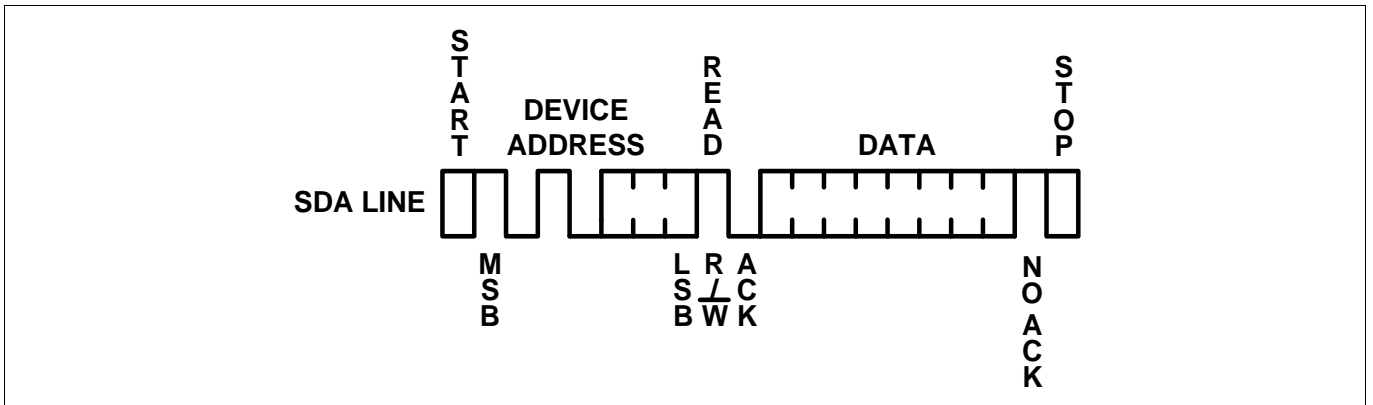 START
DEVICE
ADDRESS
READ
DATA
STOP
SDA LINE
MSB
LSB
R/W
ACK
NO ACK